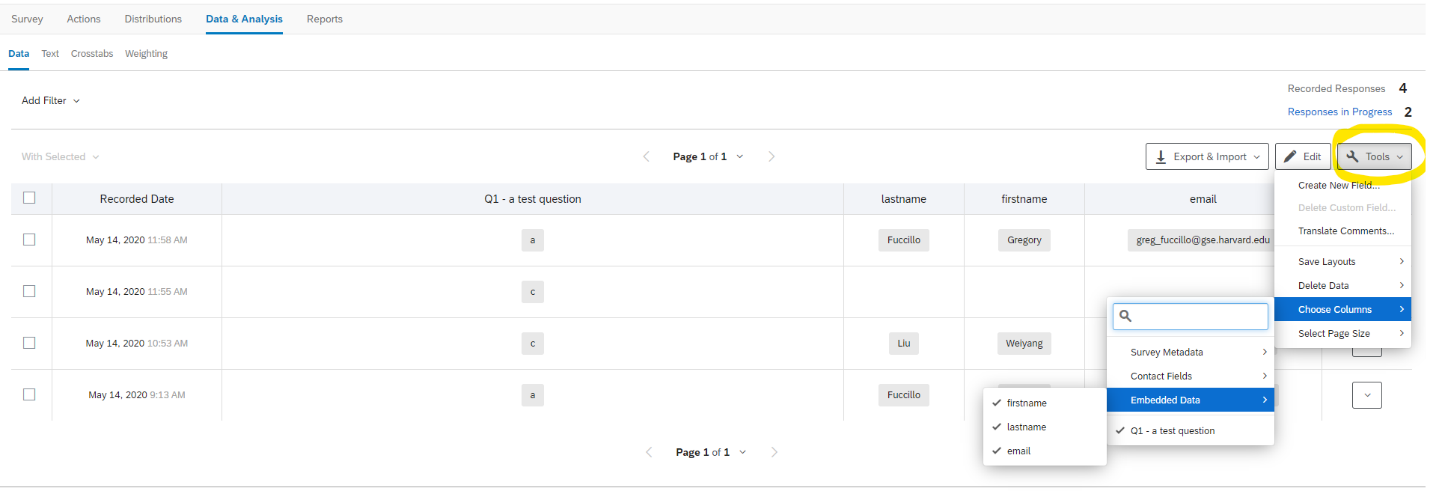 Survey Actions Distributions Data & Analysis Reports
Data Text Crosstabs Weighting
Recorded Responses 4
Add Filter
Responses in Progress 2
With Selected Page 1 of 1 Export & Import Edit Tools
Create New Field...
Delete Custom Field...
Translate Comments...
Save Layouts
Delete Data
Choose Columns
Select Page Size
Recorded Date Q1 - a test question lastname firstname email
May 14, 2020 11:58 AM a Fuccillo Gregory greg_fuccillo@gse.harvard.edu
May 14, 2020 11:55 AM c
May 14, 2020 10:53 AM c Liu Weiyang
May 14, 2020 9:13 AM a Fuccillo
Survey Metadata
Contact Fields
Embedded Data
Q1 - a test question
firstname
lastname
email
Page 1 of 1